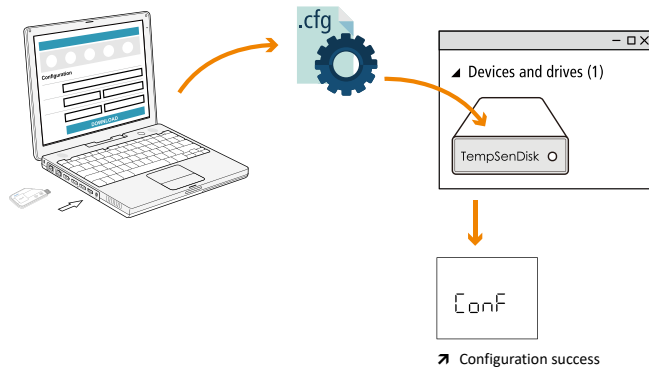 .cfg
Configuration
DOWNLOAD
Devices and drives (1)
TempSenDisk
Conf
Configuration success